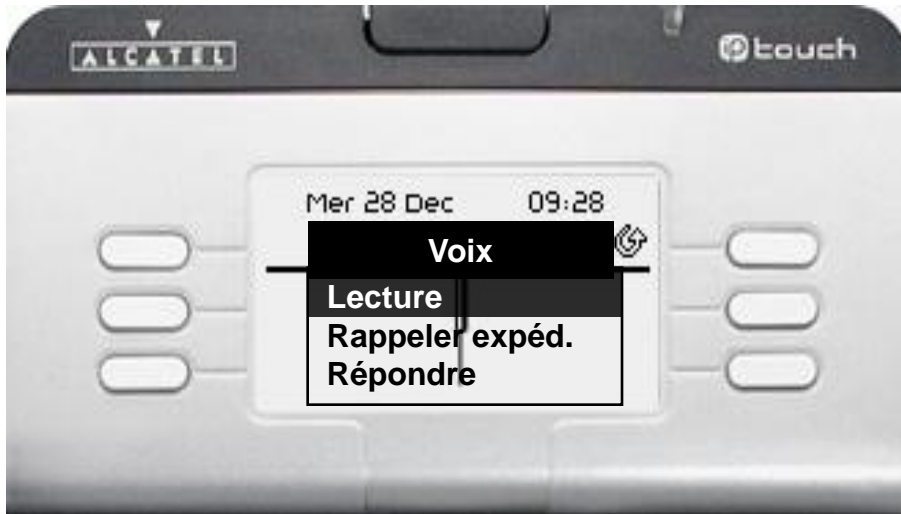 ALCATEL
touch
Mer 28 Dec 09:28
Voix
Lecture
Rappeler expéd.
Répondre